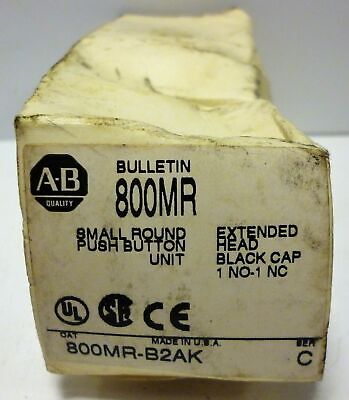 A-B
QUALITY
BULLETIN
800MR
SMALL ROUND
PUSH BUTTON
UNIT
EXTENDED
HEAD
BLACK CAP
1 NO-1 NC
UL
SA
CE
CAT
MADE IN U.S.A.
SER
800MR-B2AK
C